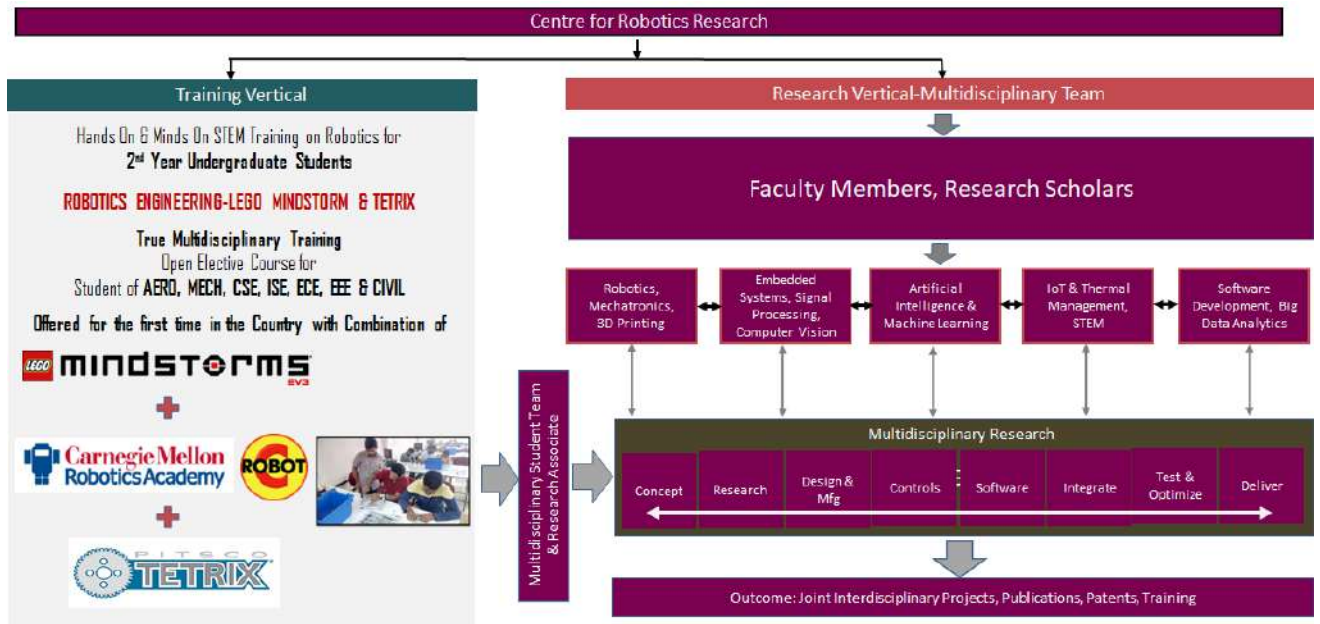 Centre for Robotics Research
Training Vertical
Hands On & Minds On STEM Training on Robotics for
2nd Year Undergraduate Students
ROBOTICS ENGINEERING-LEGO MINDSTORM & TETRIX
True Multidisciplinary Training
Open Elective Course for
Student of AERO, MECH, CSE, ISE, ECE, EEE & CIVIL
Offered for the first time in the Country with Combination of
LEGO mindstorms
EV3
Carnegie Mellon
Robotics Academy
ROBOT C
PITSCO
TETRIX
Multidisciplinary Student Team
& Research Associate
Research Vertical-Multidisciplinary Team
Faculty Members, Research Scholars
Robotics,
Mechatronics,
3D Printing
Embedded
Systems, Signal
Processing,
Computer Vision
Artificial
Intelligence &
Machine Learning
IoT & Thermal
Management,
STEM
Software
Development, Big
Data Analytics
Multidisciplinary Research
Concept
Research
Design &
Mfg
Controls
Software
Integrate
Test &
Optimize
Deliver
Outcome: Joint Interdisciplinary Projects, Publications, Patents, Training